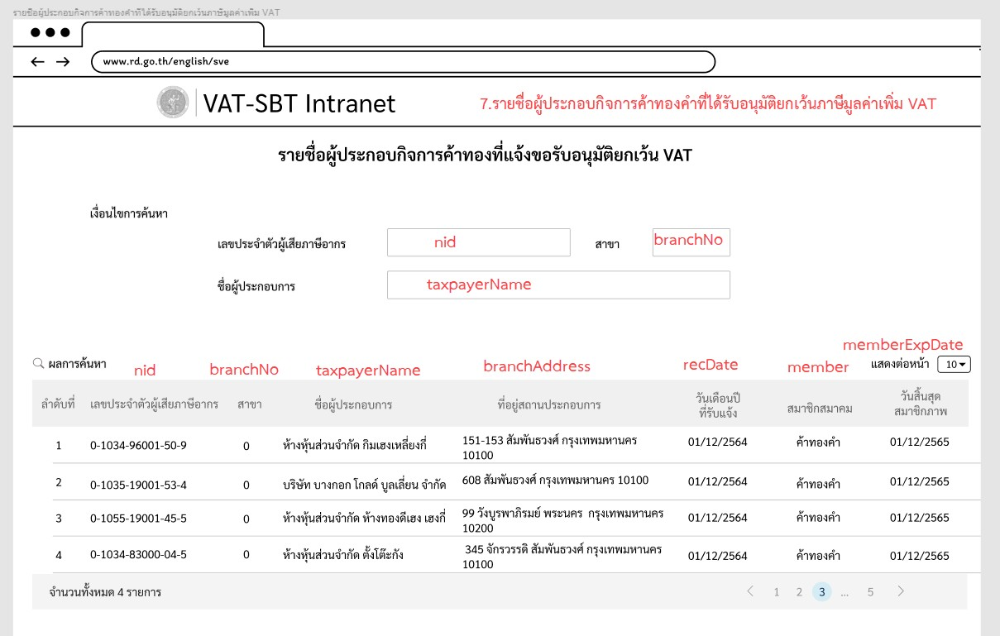 รายชื่อผู้ประกอบกิจการค้าทองคำที่ได้รับอนุมัติยกเว้นภาษีมูลค่าเพิ่ม VAT
www.rd.go.th/english/sve
VAT-SBT Intranet
7.รายชื่อผู้ประกอบกิจการค้าทองคำที่ได้รับอนุมัติยกเว้นภาษีมูลค่าเพิ่ม VAT
รายชื่อผู้ประกอบกิจการค้าทองที่แจ้งขอรับอนุมัติยกเว้น VAT
เงื่อนไขการค้นหา
เลขประจำตัวผู้เสียภาษีอากร nid สาขา branchNo
ชื่อผู้ประกอบการ taxpayerName
memberExpDate
ผลการค้นหา nid branchNo taxpayerName branchAddress recDate member แสดงต่อหน้า 10
ลำดับที่ เลขประจำตัวผู้เสียภาษีอากร สาขา ชื่อผู้ประกอบการ ที่อยู่สถานประกอบการ วันเดือนปี สมาชิกสมาคม วันสิ้นสุด
ที่รับแจ้ง สมาชิกภาพ
1 0-1034-96001-50-9 0 ห้างหุ้นส่วนจำกัด กิมเฮงเหลี่ยงกี่ 151-153 สัมพันธวงศ์ กรุงเทพมหานคร 01/12/2564 ค้าทองคำ 01/12/2565
10100
2 0-1035-19001-53-4 0 บริษัท บางกอก โกลด์ บูลเลี่ยน จำกัด 608 สัมพันธวงศ์ กรุงเทพมหานคร 10100 01/12/2564 ค้าทองคำ 01/12/2565
3 0-1055-19001-45-5 0 ห้างหุ้นส่วนจำกัด ห้างทองดีเฮง เฮงกี่ 99 วังบูรพาภิรมย์ พระนคร กรุงเทพมหานคร 01/12/2564 ค้าทองคำ 01/12/2565
10200
4 0-1034-83000-04-5 0 ห้างหุ้นส่วนจำกัด ตั้งโต๊ะกัง 345 จักรวรรดิ สัมพันธวงศ์ กรุงเทพมหานคร 01/12/2564 ค้าทองคำ 01/12/2565
10100
จำนวนทั้งหมด 4 รายการ 1 2 3 ... 5